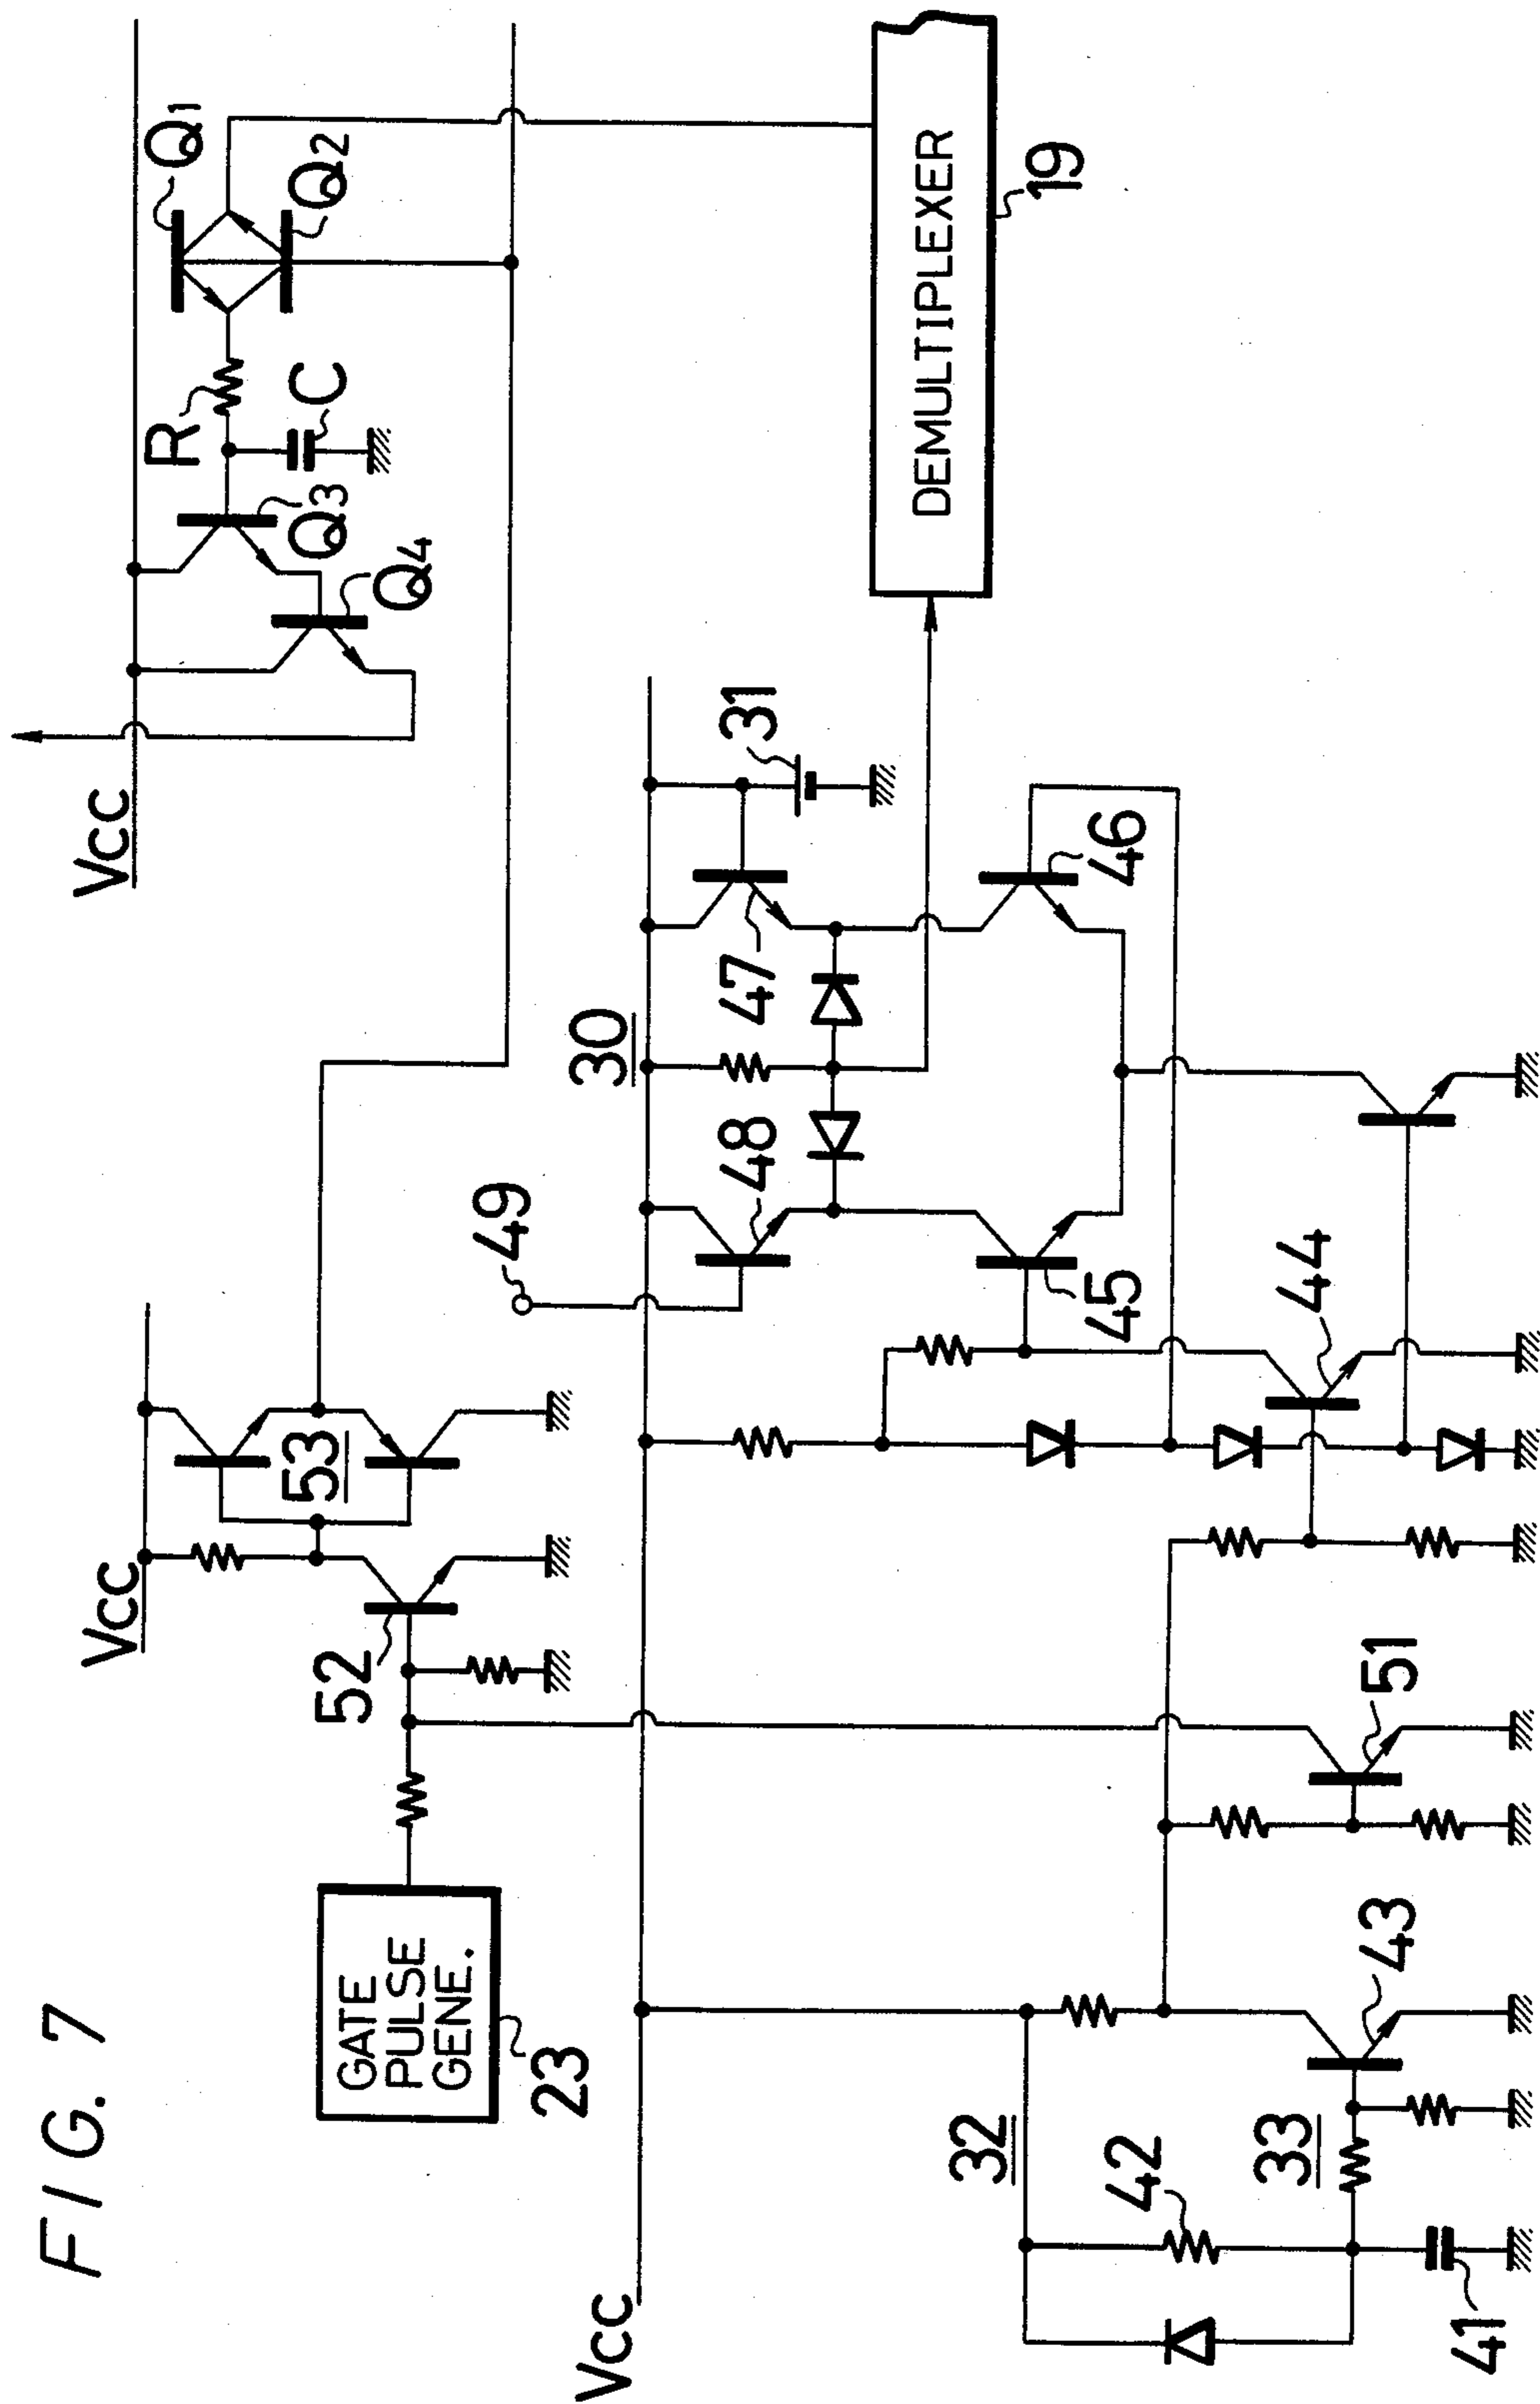 FIG. 7
GATE
PULSE
GENE.
23
VCC
52
53
VCC
Q4
Q3
R
C
Q1
Q2
VCC
30
49
48
47
31
45
46
DEMULTIPLEXER
19
32
42
33
41
43
51
44